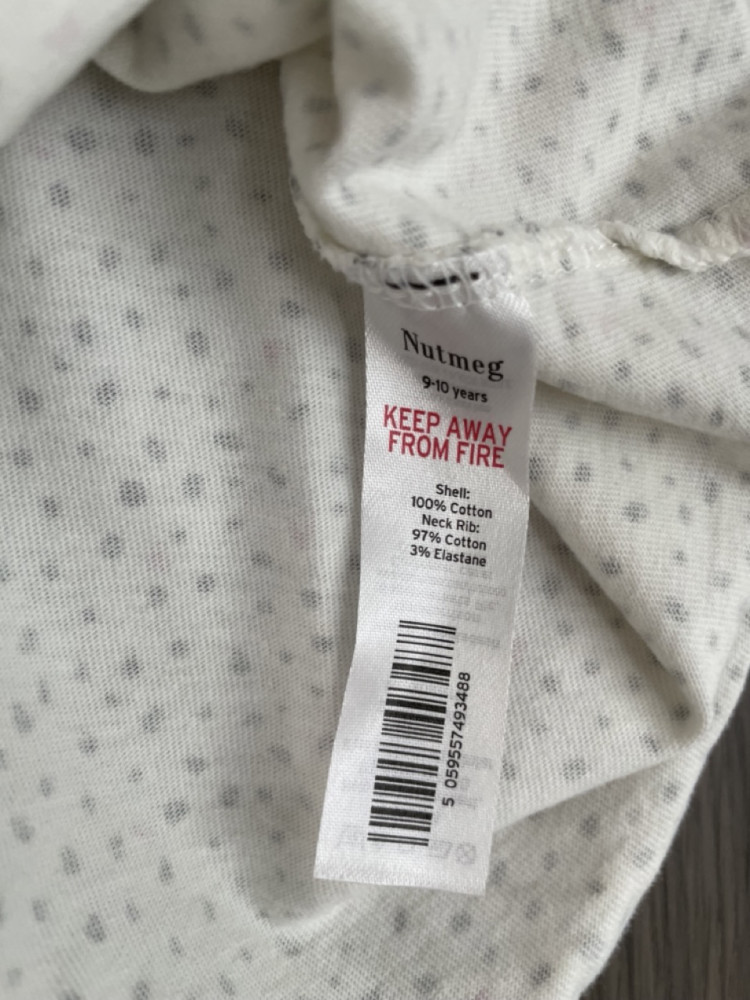 Nutmeg
9-10 years
KEEP AWAY
FROM FIRE
Shell:
100% Cotton
Neck Rib:
97% Cotton
3% Elastane
5 059557493488